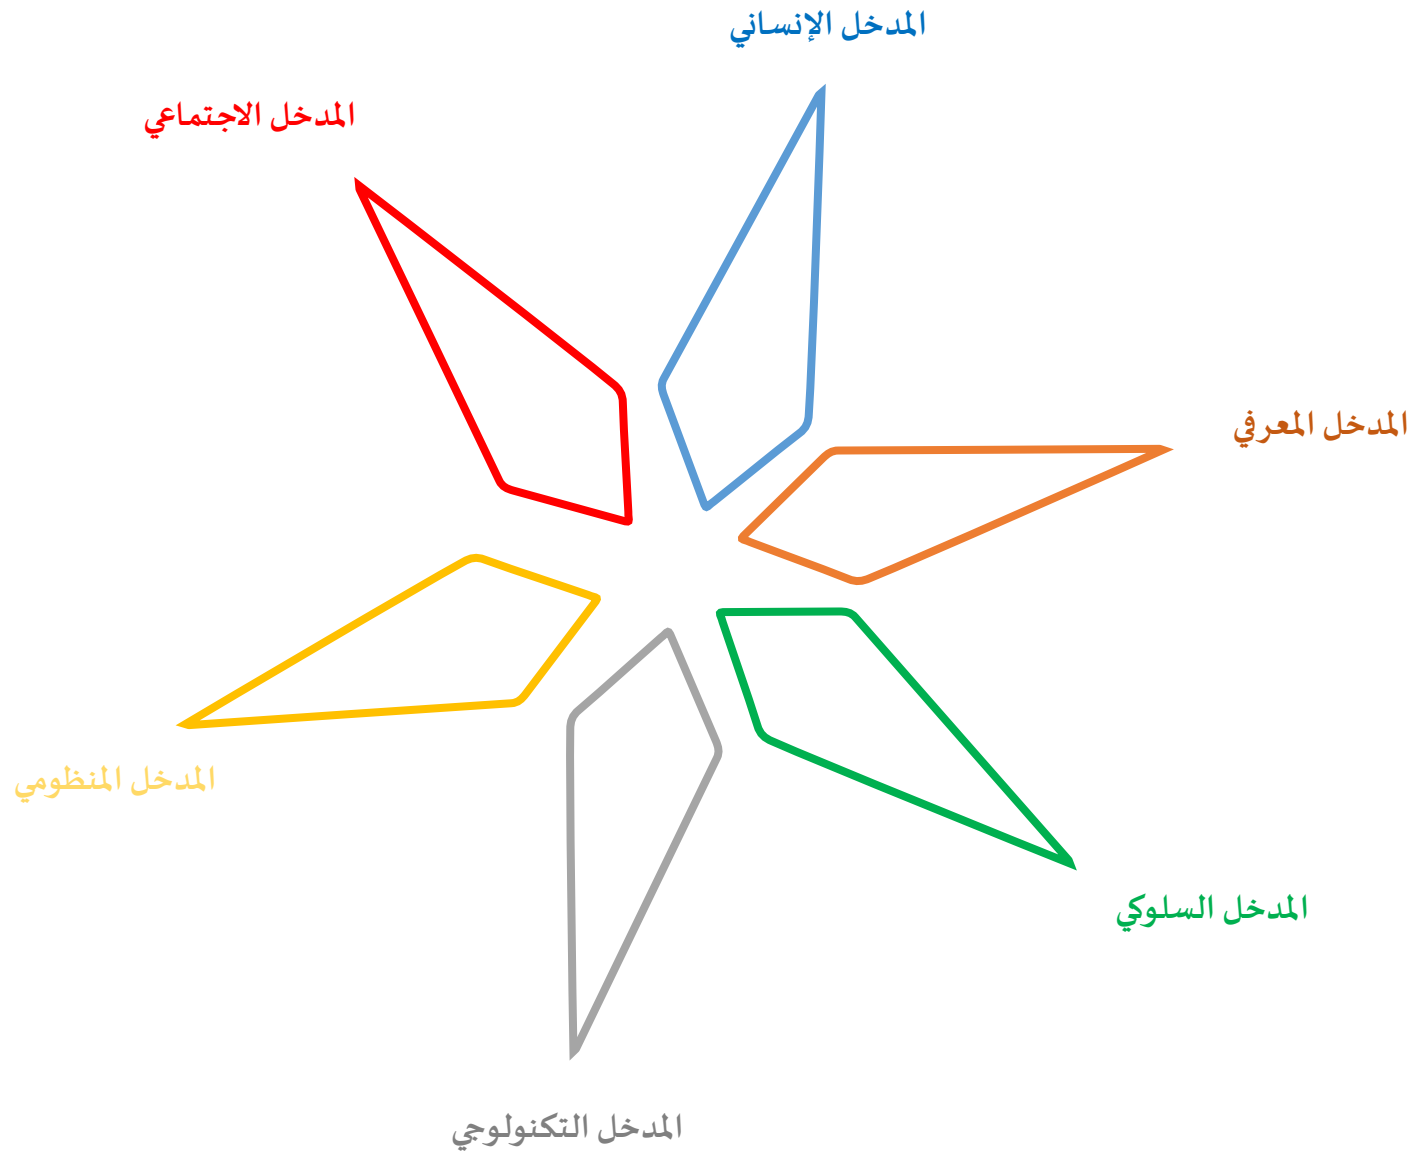 المدخل الإنساني
المدخل الاجتماعي
المدخل المعرفي
المدخل المنظومي
المدخل السلوكي
المدخل التكنولوجي